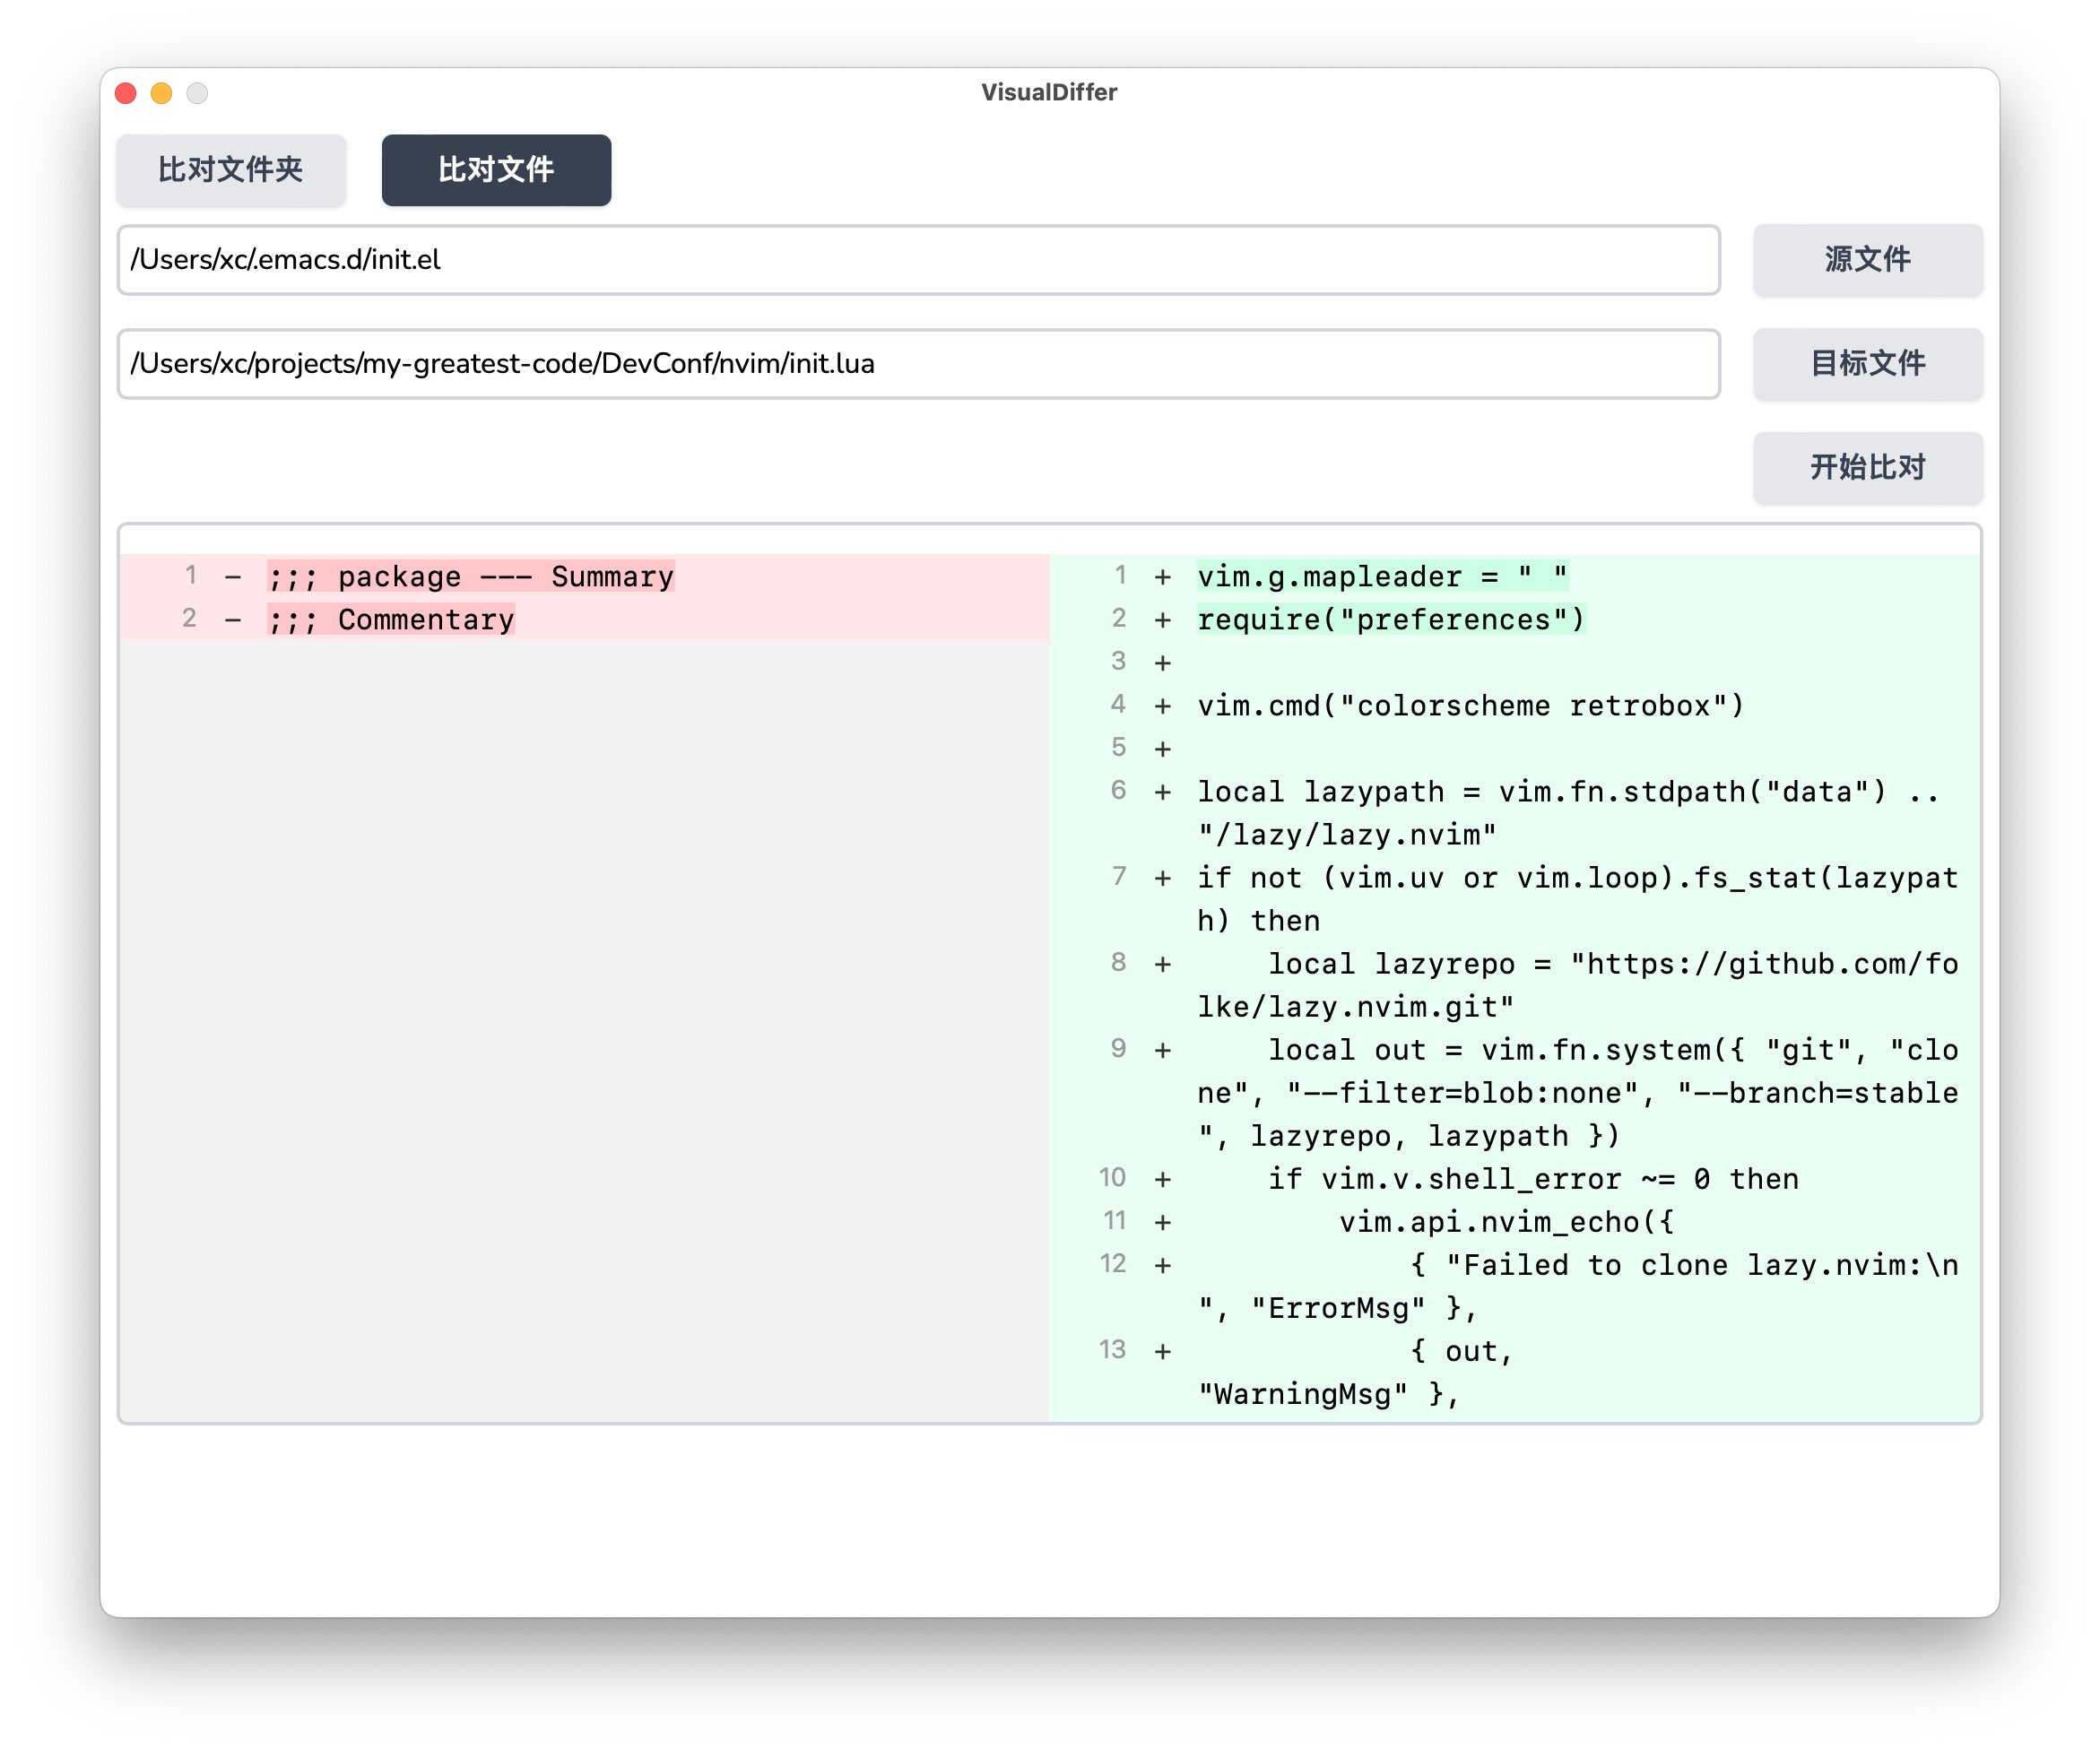 VisualDiffer
比对文件夹 比对文件
/Users/xc/.emacs.d/init.el 源文件
/Users/xc/projects/my-greatest-code/DevConf/nvim/init.lua 目标文件
开始比对
1 - ;;; package --- Summary
2 - ;;; Commentary
1 + vim.g.mapleader = " "
2 + require("preferences")
3 +
4 + vim.cmd("colorscheme retrobox")
5 +
6 + local lazypath = vim.fn.stdpath("data") ..
"/lazy/lazy.nvim"
7 + if not (vim.uv or vim.loop).fs_stat(lazypat
h) then
8 +     local lazyrepo = "https://github.com/fo
lke/lazy.nvim.git"
9 +     local out = vim.fn.system({ "git", "clo
ne", "--filter=blob:none", "--branch=stable
", lazyrepo, lazypath })
10 +     if vim.v.shell_error ~= 0 then
11 +         vim.api.nvim_echo({
12 +             { "Failed to clone lazy.nvim:\n
", "ErrorMsg" },
13 +             { out,
"WarningMsg" },